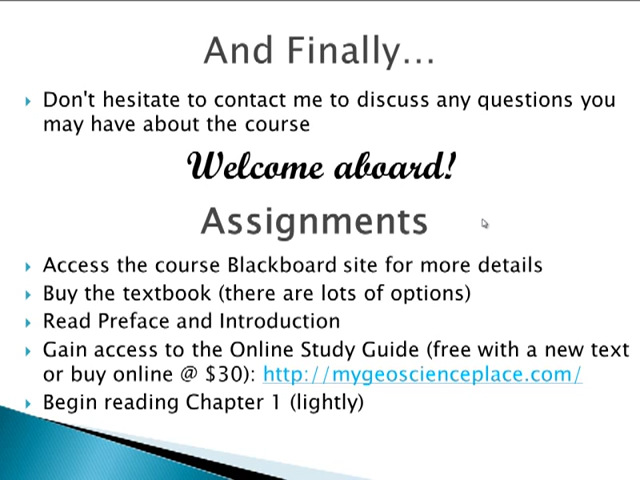 And Finally…
Don't hesitate to contact me to discuss any questions you
may have about the course
Welcome aboard!
Assignments
Access the course Blackboard site for more details
Buy the textbook (there are lots of options)
Read Preface and Introduction
Gain access to the Online Study Guide (free with a new text
or buy online @ $30): http://mygeoscienceplace.com/
Begin reading Chapter 1 (lightly)